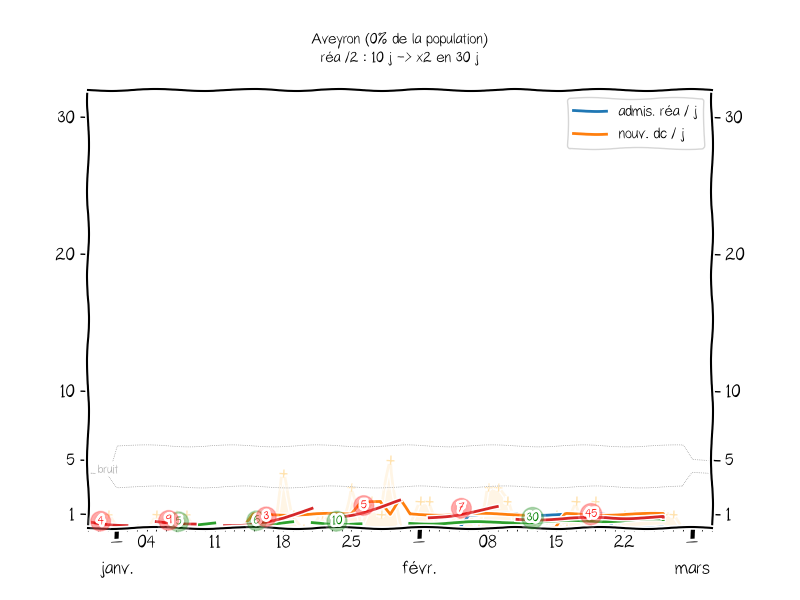 Aveyron (0% de la population)
réa /2 : 10 j -> x2 en 30 j
admis. réa / j
nouv. dc / j
30 30
20 20
10 10
5 bruit 5
1 1
4 9 5 6 3 10 5 7 30 45
04 11 18 25 08 15 22
janv. févr. mars